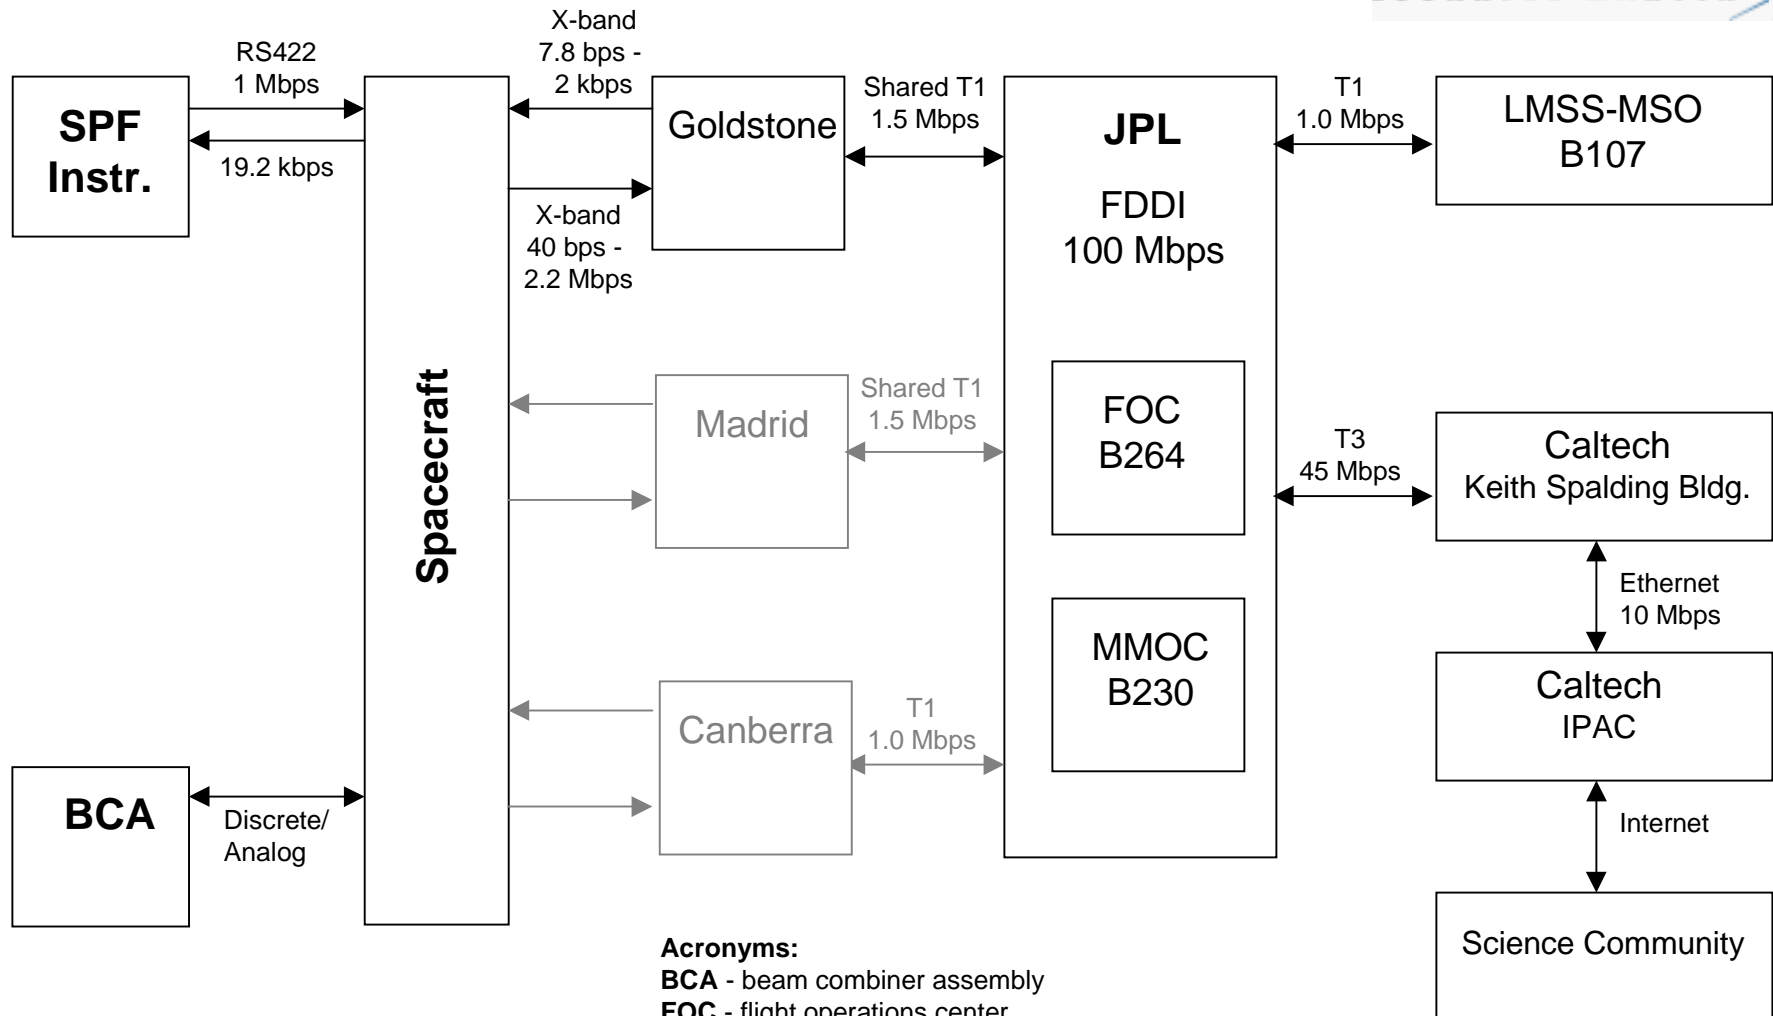 X-band
7.8 bps -
2 kbps
RS422
1 Mbps
SPF
Instr.
19.2 kbps
Goldstone
Shared T1
1.5 Mbps
JPL
FDDI
100 Mbps
T1
1.0 Mbps
LMSS-MSO
B107
X-band
40 bps -
2.2 Mbps
Spacecraft
Madrid
Shared T1
1.5 Mbps
FOC
B264
T3
45 Mbps
Caltech
Keith Spalding Bldg.
Ethernet
10 Mbps
MMOC
B230
Caltech
IPAC
Canberra
T1
1.0 Mbps
BCA
Discrete/
Analog
Internet
Science Community
Acronyms:
BCA - beam combiner assembly
FOC - flight operations center